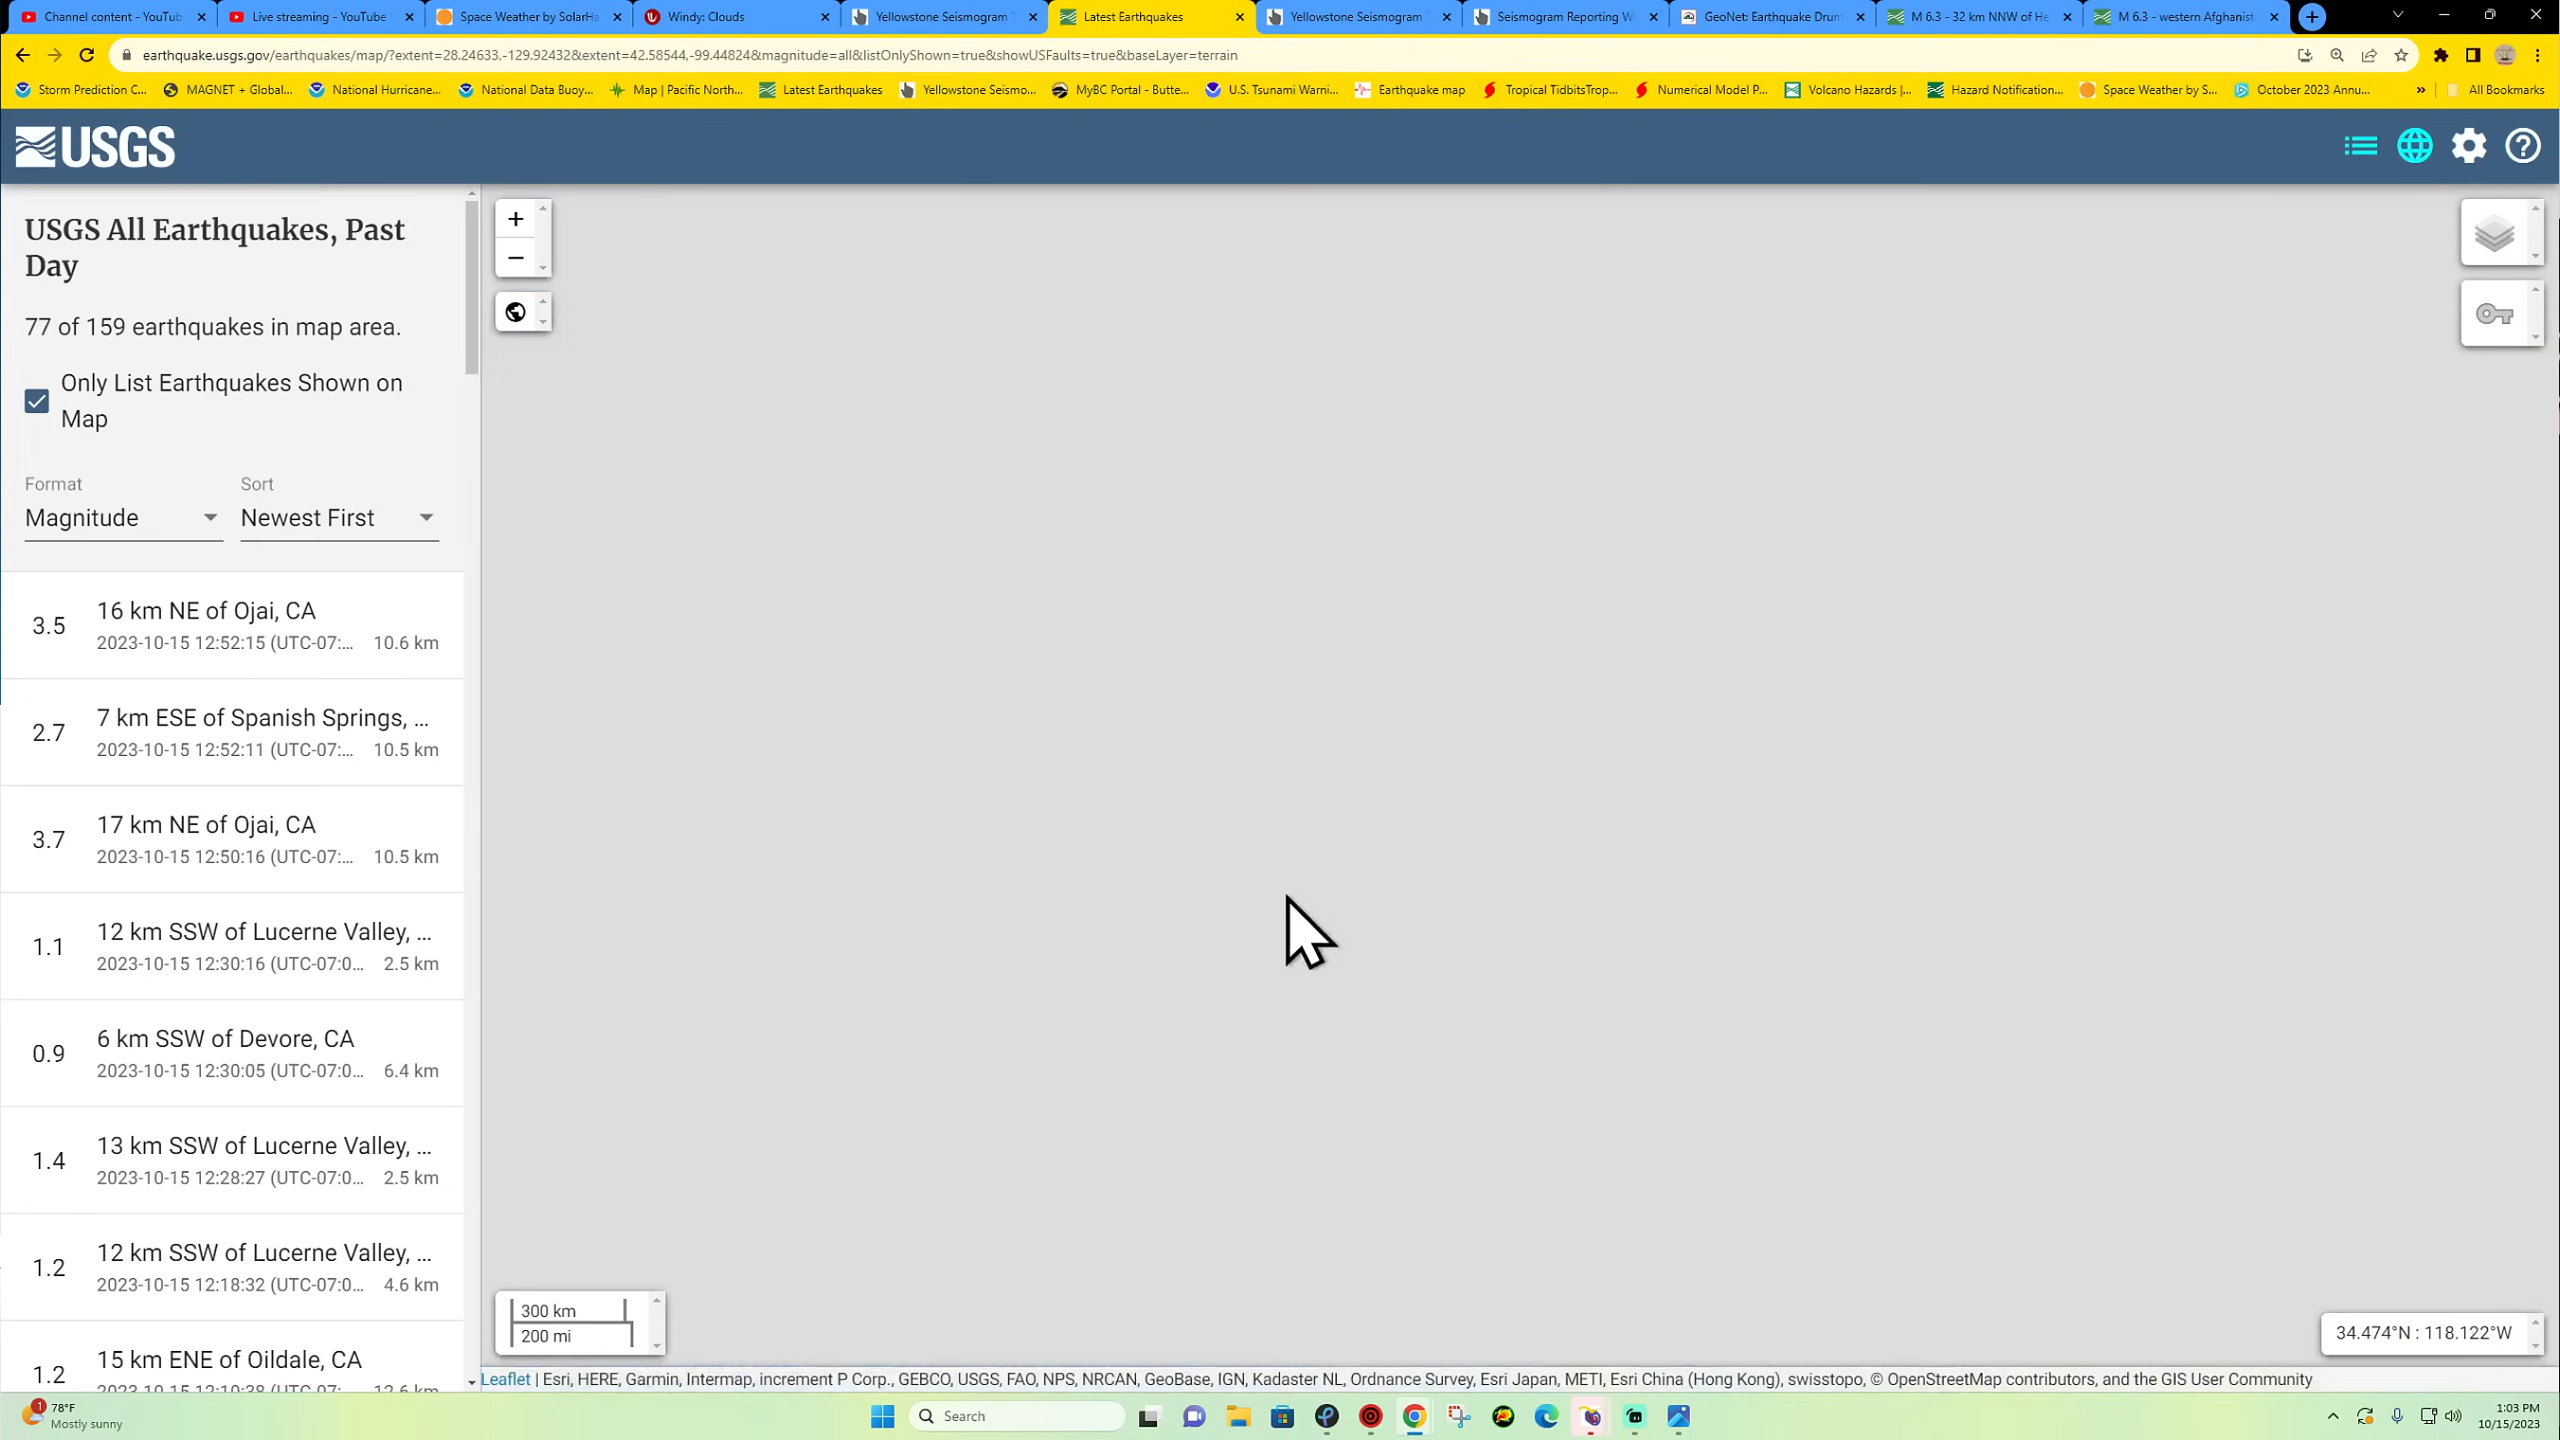 Channel content - YouTub
Live streaming - YouTube
Space Weather by SolarHa
Windy: Clouds
Yellowstone Seismogram T
Latest Earthquakes
Yellowstone Seismogram T
Seismogram Reporting W
GeoNet: Earthquake Drum
M 6.3 - 32 km NNW of He
M 6.3 - western Afghanist
earthquake.usgs.gov/earthquakes/map/?extent=28.24633,-129.92432&extent=42.58544,-99.44824&magnitude=all&listOnlyShown=true&showUSFaults=true&baseLayer=terrain
Storm Prediction C...
MAGNET + Global...
National Hurricane...
National Data Buoy...
Map | Pacific North...
Latest Earthquakes
Yellowstone Seismo...
MyBC Portal - Butte...
U.S. Tsunami Warni...
Earthquake map
Tropical TidbitsTrop...
Numerical Model P...
Volcano Hazards |...
Hazard Notification...
Space Weather by S...
October 2023 Annu...
»
All Bookmarks
USGS
USGS All Earthquakes, Past
Day
77 of 159 earthquakes in map area.
Only List Earthquakes Shown on
Map
Format
Sort
Magnitude
Newest First
3.5
16 km NE of Ojai, CA
2023-10-15 12:52:15 (UTC-07:...
10.6 km
2.7
7 km ESE of Spanish Springs, ...
2023-10-15 12:52:11 (UTC-07:...
10.5 km
3.7
17 km NE of Ojai, CA
2023-10-15 12:50:16 (UTC-07:...
10.5 km
1.1
12 km SSW of Lucerne Valley, ...
2023-10-15 12:30:16 (UTC-07:0...
2.5 km
0.9
6 km SSW of Devore, CA
2023-10-15 12:30:05 (UTC-07:0...
6.4 km
1.4
13 km SSW of Lucerne Valley, ...
2023-10-15 12:28:27 (UTC-07:0...
2.5 km
1.2
12 km SSW of Lucerne Valley, ...
2023-10-15 12:18:32 (UTC-07:0...
4.6 km
1.2
15 km ENE of Oildale, CA
2023-10-15 12:10:38 (UTC-07:...
12.6 km
300 km
200 mi
34.474°N : 118.122°W
Leaflet | Esri, HERE, Garmin, Intermap, increment P Corp., GEBCO, USGS, FAO, NPS, NRCAN, GeoBase, IGN, Kadaster NL, Ordnance Survey, Esri Japan, METI, Esri China (Hong Kong), swisstopo, © OpenStreetMap contributors, and the GIS User Community
1
78°F
Mostly sunny
Search
1:03 PM
10/15/2023